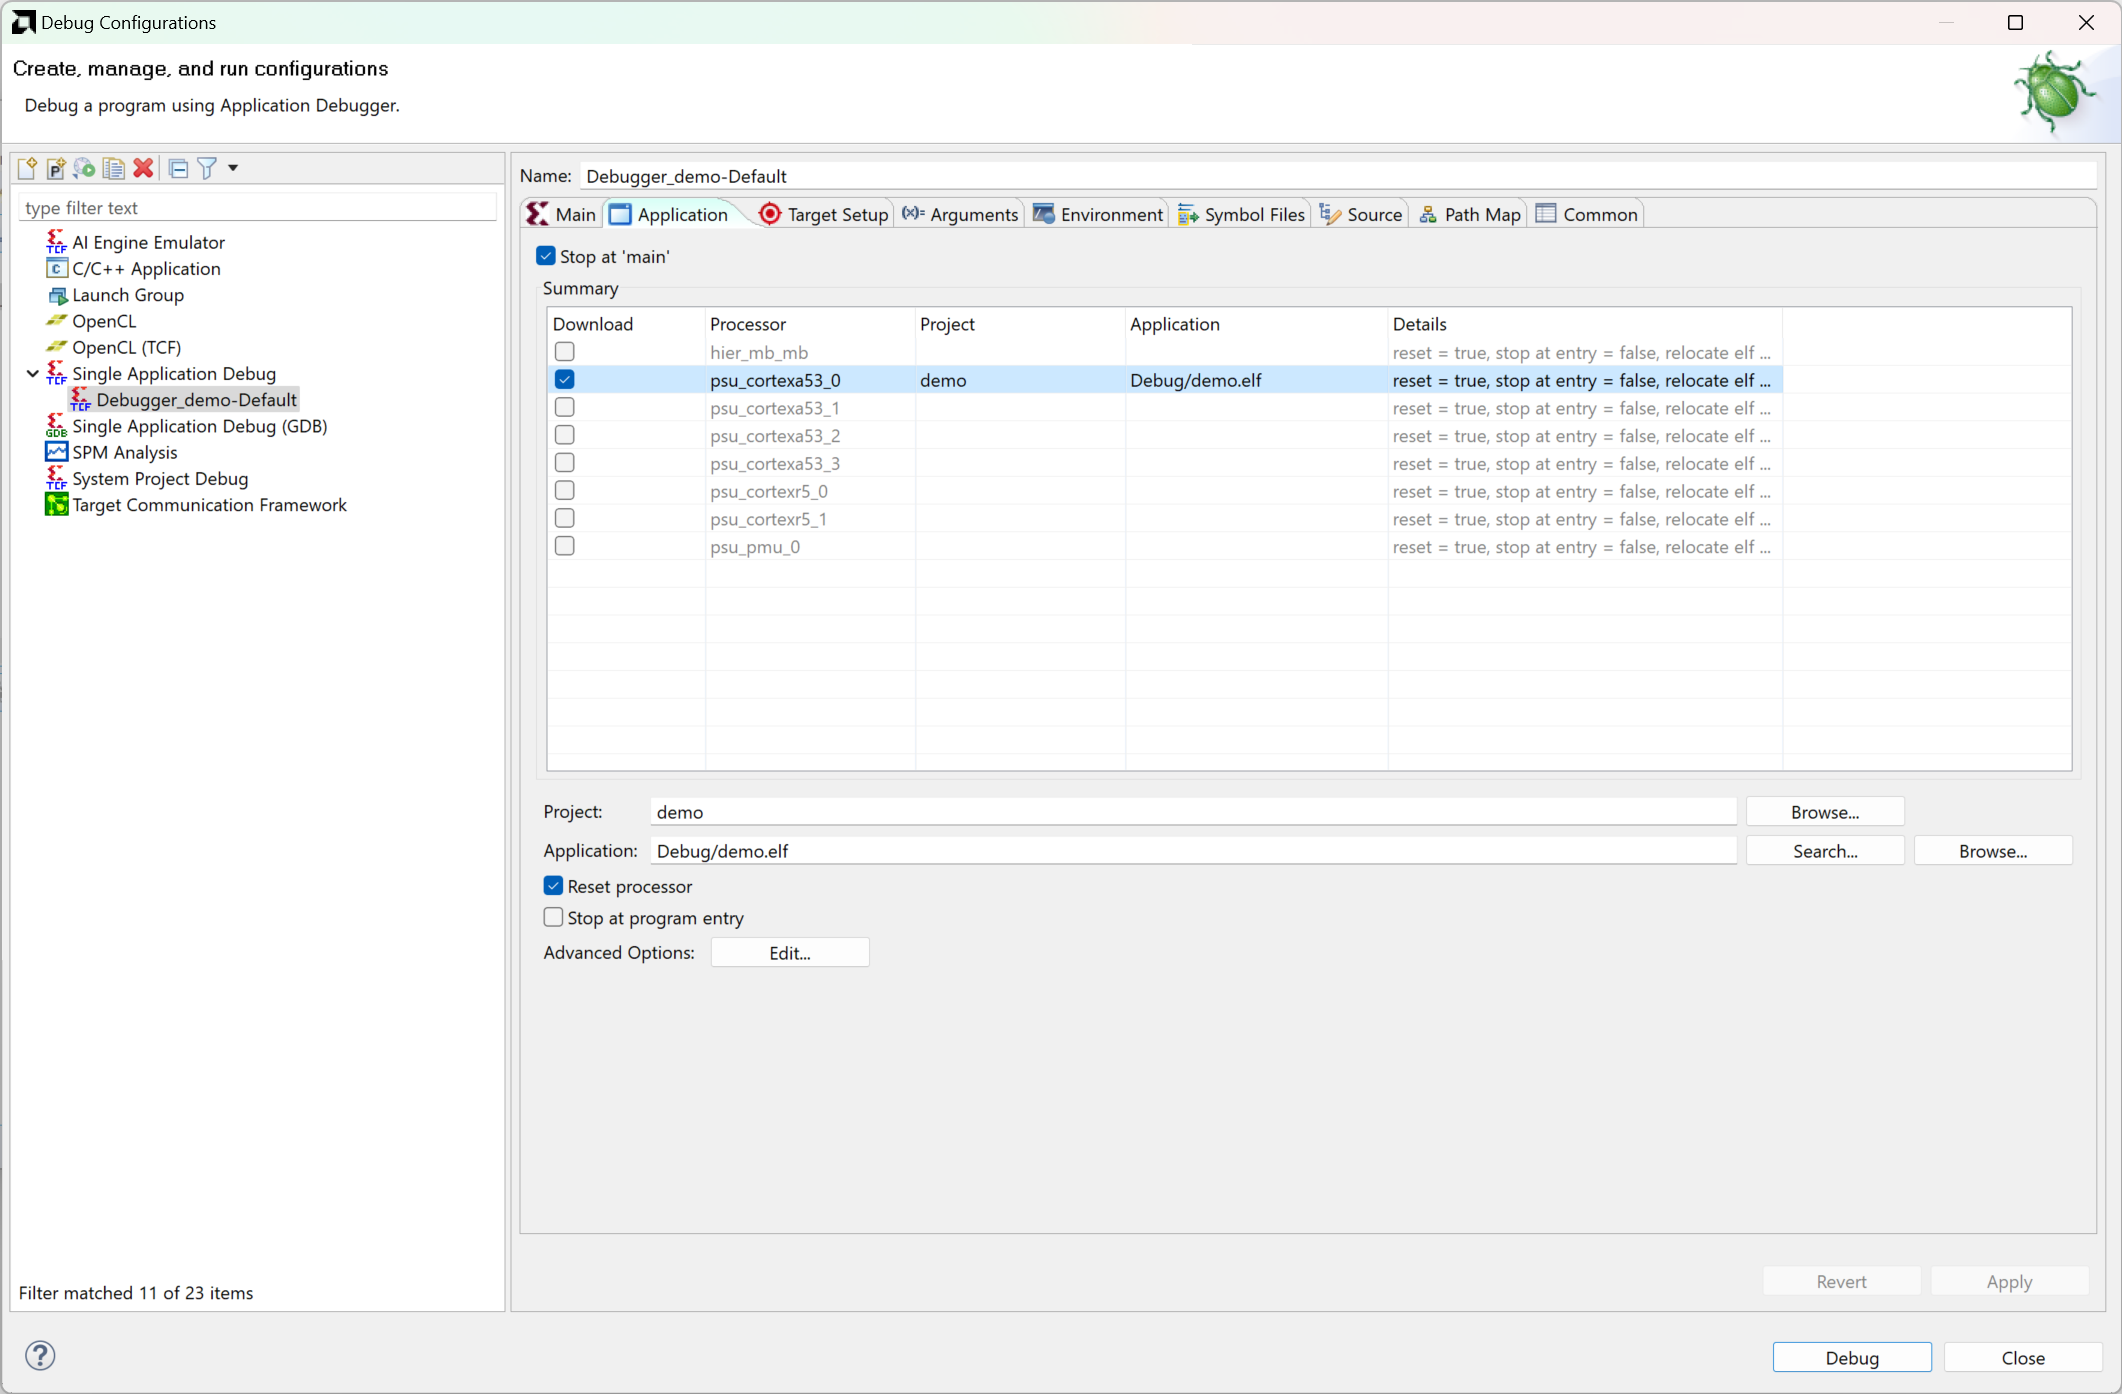 Debug Configurations
Create, manage, and run configurations
Debug a program using Application Debugger.
type filter text
AI Engine Emulator
C/C++ Application
Launch Group
OpenCL
OpenCL (TCF)
Single Application Debug
Debugger_demo-Default
Single Application Debug (GDB)
SPM Analysis
System Project Debug
Target Communication Framework
Filter matched 11 of 23 items
Name: Debugger_demo-Default
Main Application Target Setup (x)= Arguments Environment Symbol Files Source Path Map Common
Stop at 'main'
Summary
Download Processor Project Application Details
hier_mb_mb reset = true, stop at entry = false, relocate elf ...
psu_cortexa53_0 demo Debug/demo.elf reset = true, stop at entry = false, relocate elf ...
psu_cortexa53_1 reset = true, stop at entry = false, relocate elf ...
psu_cortexa53_2 reset = true, stop at entry = false, relocate elf ...
psu_cortexa53_3 reset = true, stop at entry = false, relocate elf ...
psu_cortexr5_0 reset = true, stop at entry = false, relocate elf ...
psu_cortexr5_1 reset = true, stop at entry = false, relocate elf ...
psu_pmu_0 reset = true, stop at entry = false, relocate elf ...
Project: demo Browse...
Application: Debug/demo.elf Search... Browse...
Reset processor
Stop at program entry
Advanced Options: Edit...
Revert Apply
Debug Close